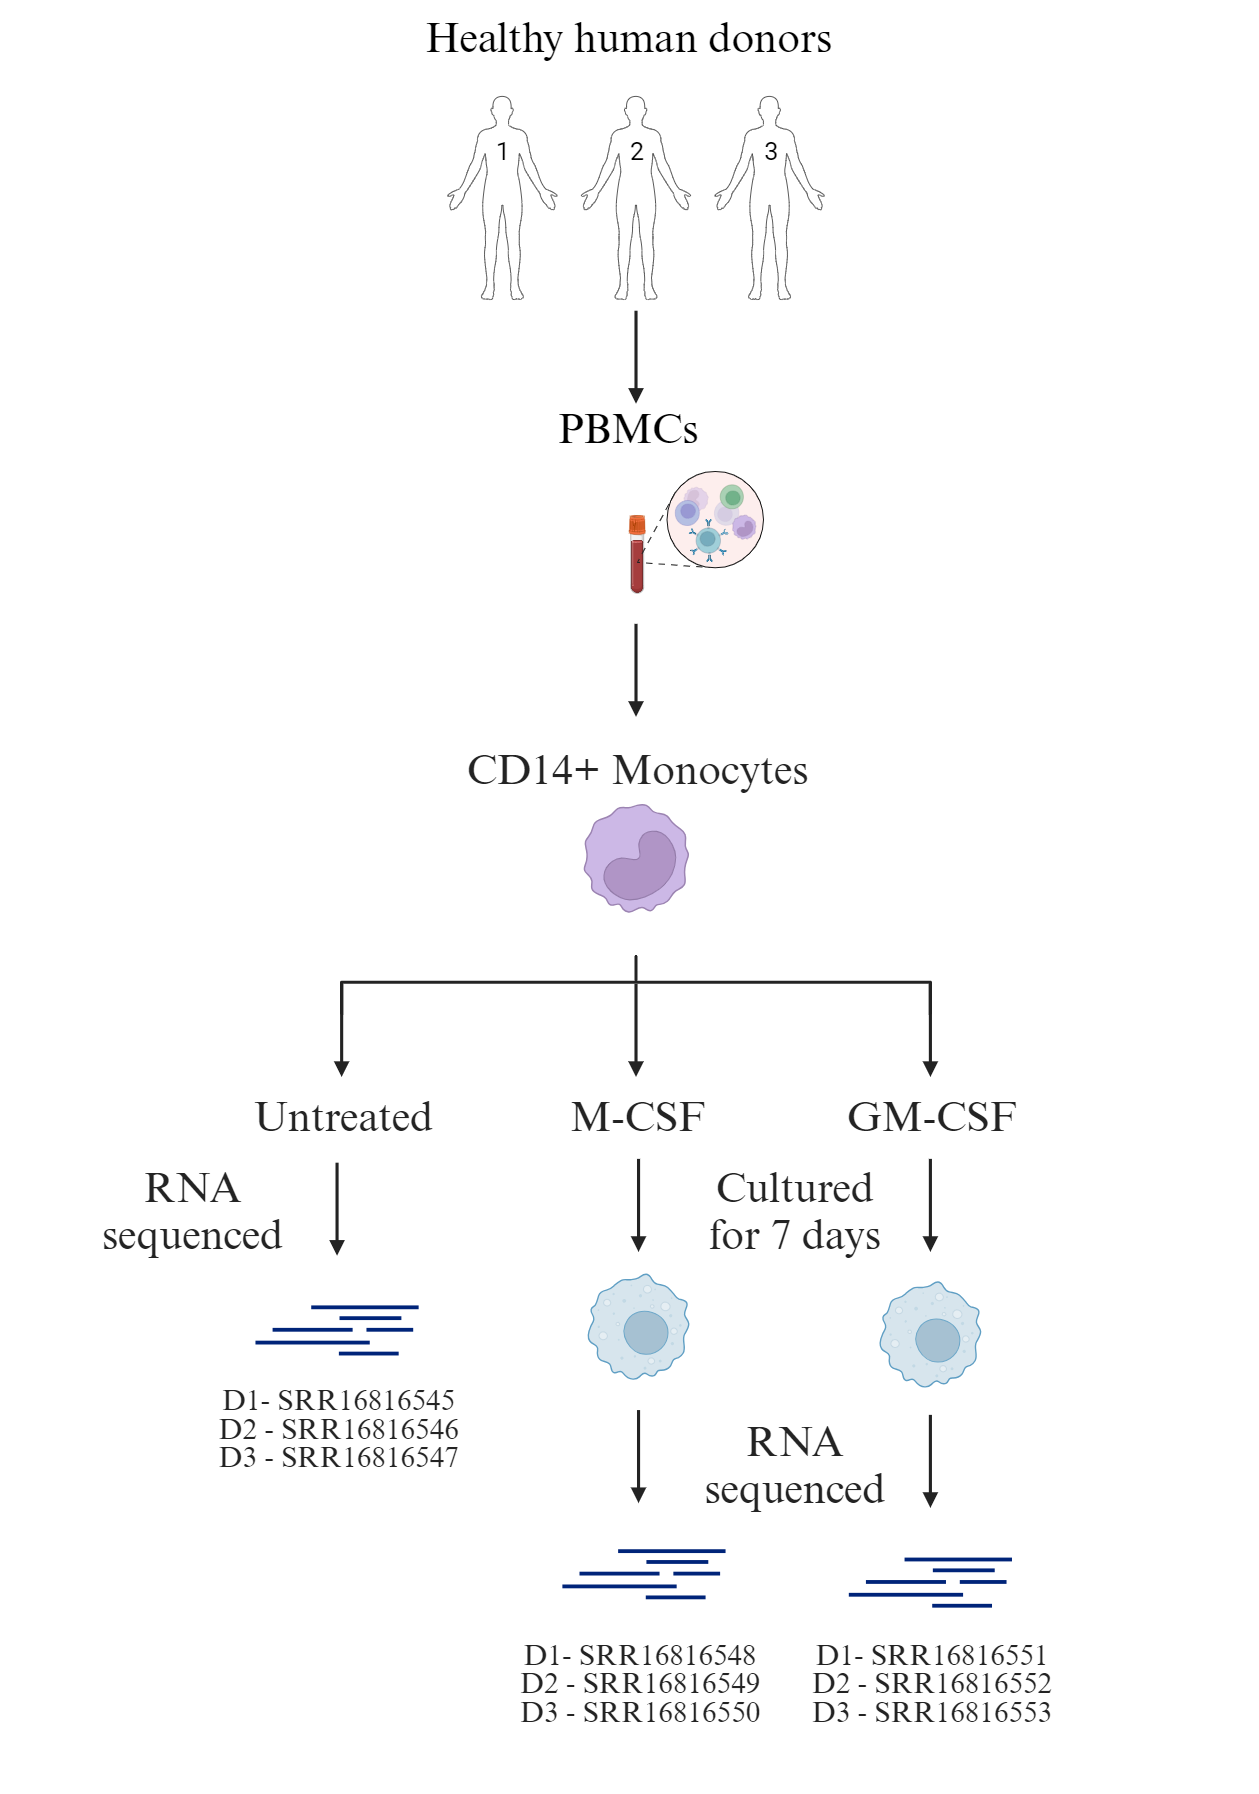 Healthy human donors
1 2 3
PBMCs
CD14+ Monocytes
Untreated M-CSF GM-CSF
RNA
sequenced
Cultured
for 7 days
D1- SRR16816545
D2 - SRR16816546
D3 - SRR16816547
RNA
sequenced
D1- SRR16816548
D2 - SRR16816549
D3 - SRR16816550
D1- SRR16816551
D2 - SRR16816552
D3 - SRR16816553